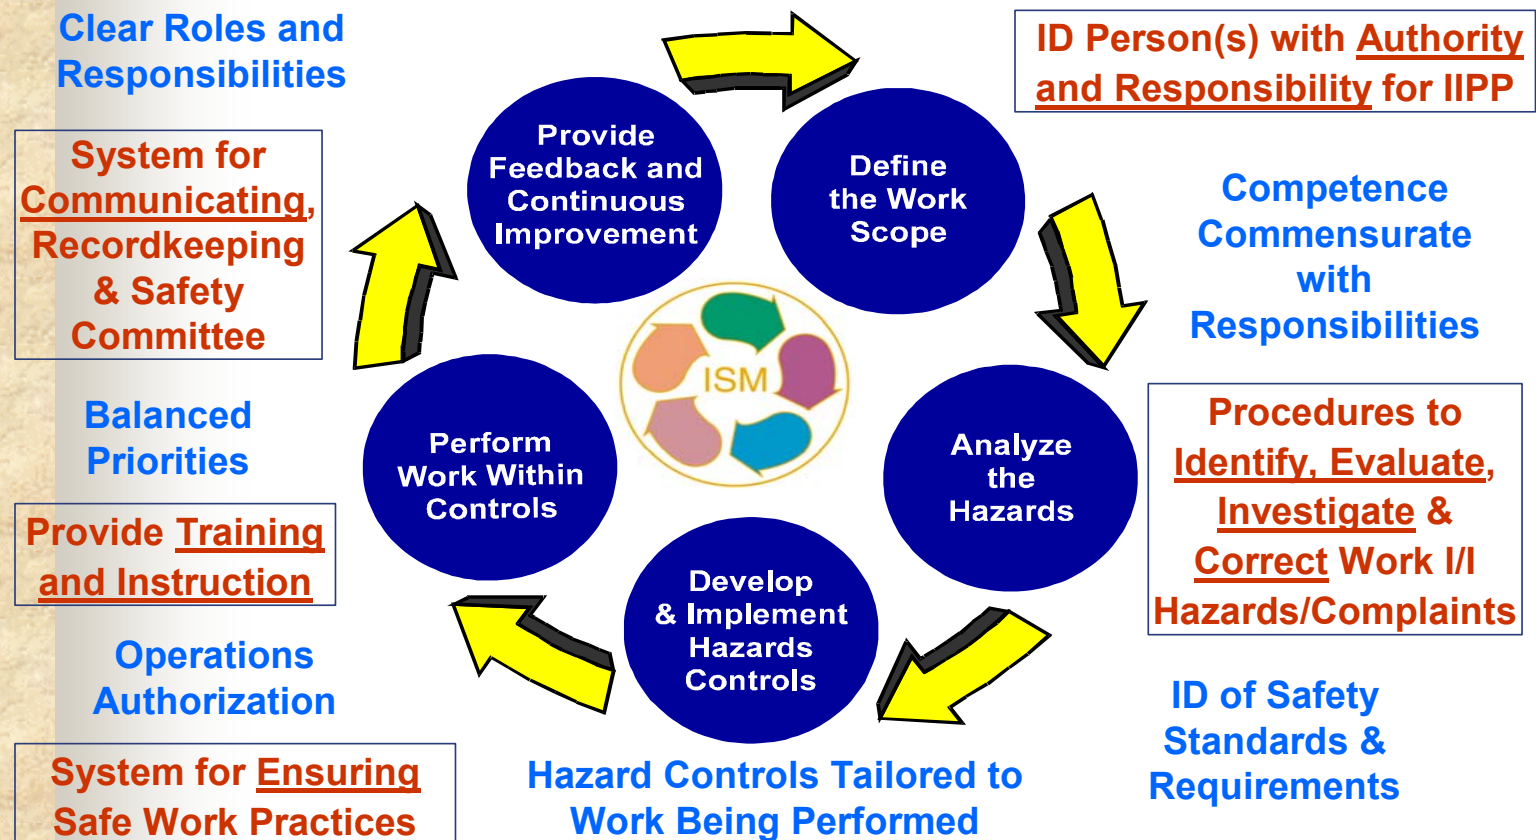 Clear Roles and
Responsibilities
ID Person(s) with Authority
and Responsibility for IIPP
System for
Communicating,
Recordkeeping
& Safety
Committee
Provide
Feedback and
Continuous
Improvement
Define
the Work
Scope
Competence
Commensurate
with
Responsibilities
ISM
Balanced
Priorities
Perform
Work Within
Controls
Analyze
the
Hazards
Procedures to
Identify, Evaluate,
Investigate &
Correct Work I/I
Hazards/Complaints
Provide Training
and Instruction
Develop
& Implement
Hazards
Controls
Operations
Authorization
ID of Safety
Standards &
Requirements
System for Ensuring
Safe Work Practices
Hazard Controls Tailored to
Work Being Performed